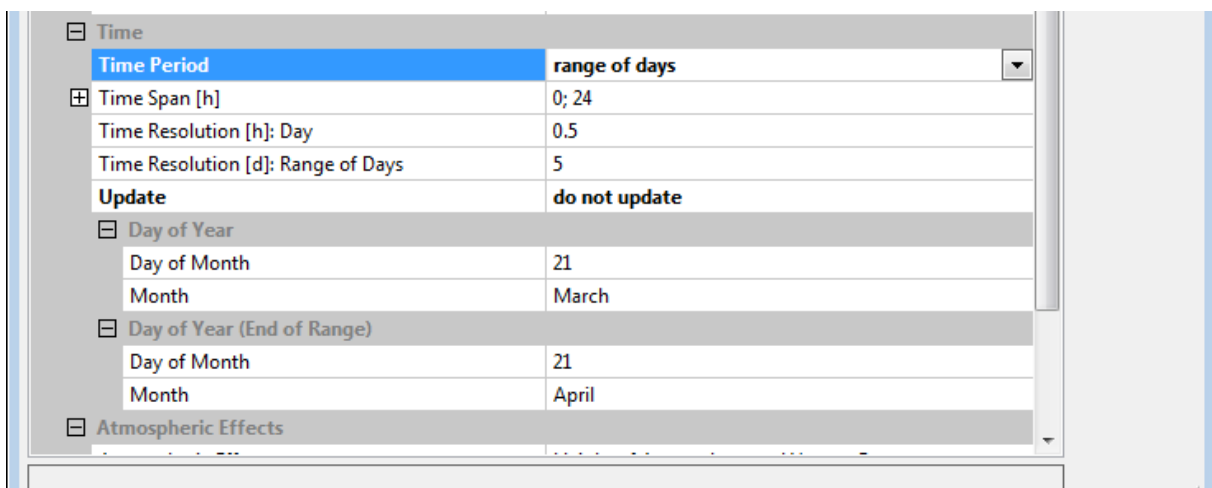 Time
Time Period range of days
Time Span [h] 0; 24
Time Resolution [h]: Day 0.5
Time Resolution [d]: Range of Days 5
Update do not update
Day of Year
Day of Month 21
Month March
Day of Year (End of Range)
Day of Month 21
Month April
Atmospheric Effects